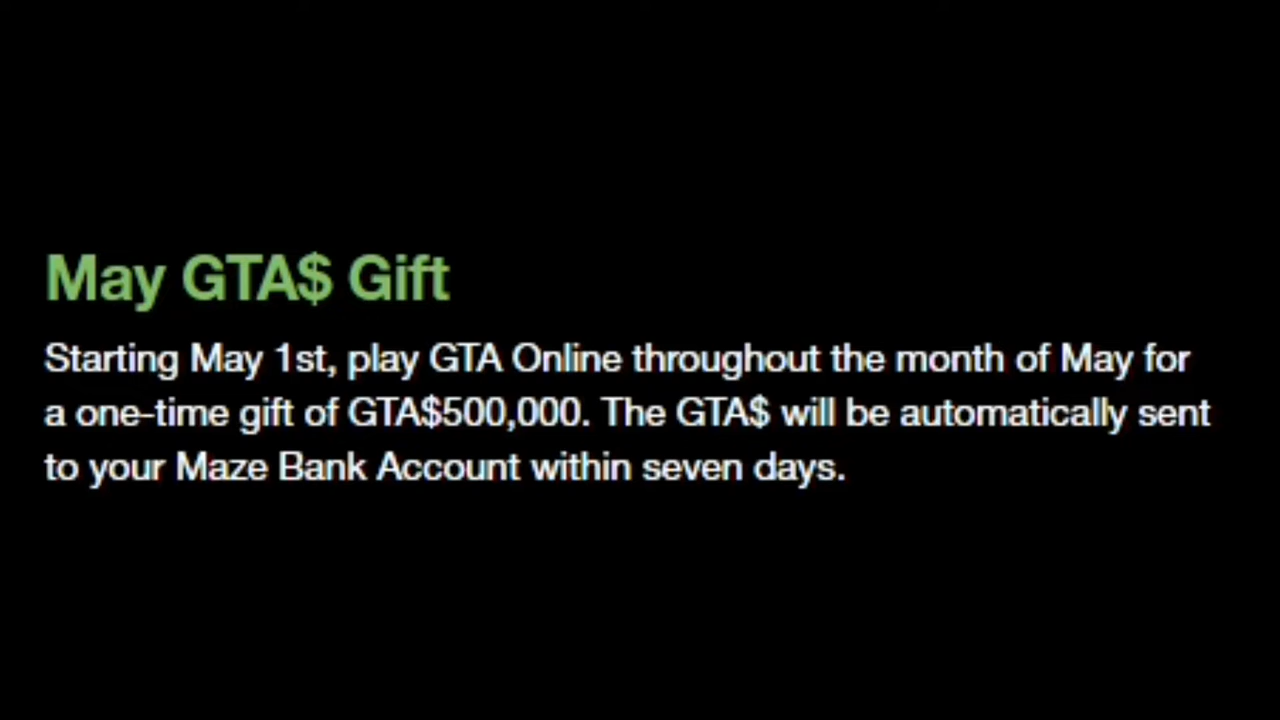 May GTA$ Gift
Starting May 1st, play GTA Online throughout the month of May for
a one-time gift of GTA$500,000. The GTA$ will be automatically sent
to your Maze Bank Account within seven days.